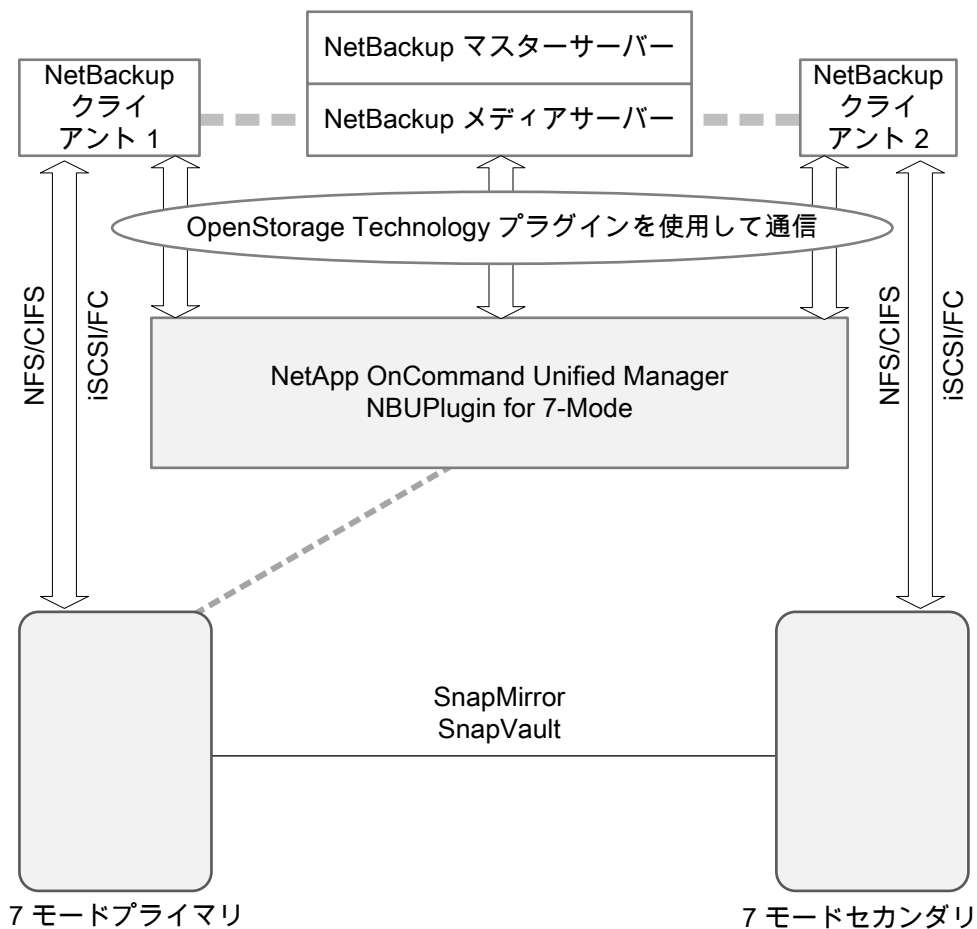 NetBackup マスターサーバー
NetBackup
クライ
アント 1
NetBackup メディアサーバー
NetBackup
クライ
アント 2
OpenStorage Technology プラグインを使用して通信
NFS/CIFS
iSCSI/FC
NFS/CIFS
iSCSI/FC
NetApp OnCommand Unified Manager
NBUPlugin for 7-Mode
SnapMirror
SnapVault
7 モードプライマリ
7 モードセカンダリ